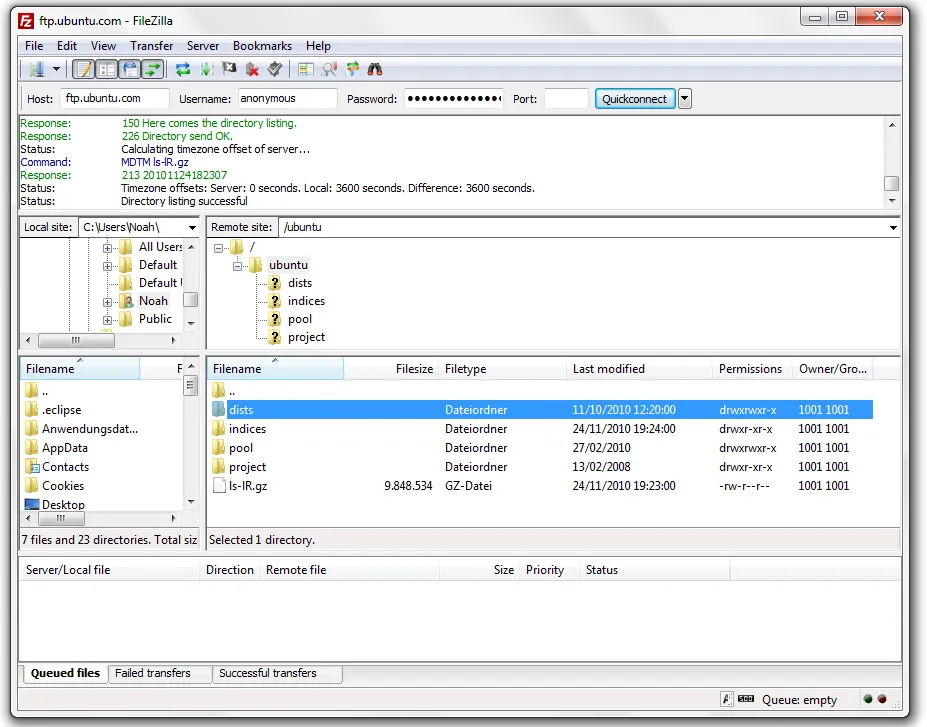 ftp.ubuntu.com - FileZilla
File Edit View Transfer Server Bookmarks Help
Host: ftp.ubuntu.com Username: anonymous Password: ●●●●●●●●●●●●●● Port: Quickconnect
Response: 150 Here comes the directory listing.
Response: 226 Directory send OK.
Status: Calculating timezone offset of server...
Command: MDTM ls-lR.gz
Response: 213 20101124182307
Status: Timezone offsets: Server: 0 seconds. Local: 3600 seconds. Difference: 3600 seconds.
Status: Directory listing successful
Local site: C:\Users\Noah\
All Users
Default
Default
Noah
Public
Remote site: /ubuntu
/
ubuntu
? dists
? indices
? pool
? project
Filename F
..
.eclipse
Anwendungsdat...
AppData
Contacts
Cookies
Desktop
7 files and 23 directories. Total siz
Filename Filesize Filetype Last modified Permissions Owner/Gro...
..
dists Dateiordner 11/10/2010 12:20:00 drwxrwxr-x 1001 1001
indices Dateiordner 24/11/2010 19:24:00 drwxr-xr-x 1001 1001
pool Dateiordner 27/02/2010 drwxr-xr-x 1001 1001
project Dateiordner 13/02/2008 drwxr-xr-x 1001 1001
ls-lR.gz 9.848.534 GZ-Datei 24/11/2010 19:23:00 -rw-r--r-- 1001 1001
Selected 1 directory.
Server/Local file Direction Remote file Size Priority Status
Queued files Failed transfers Successful transfers
Queue: empty